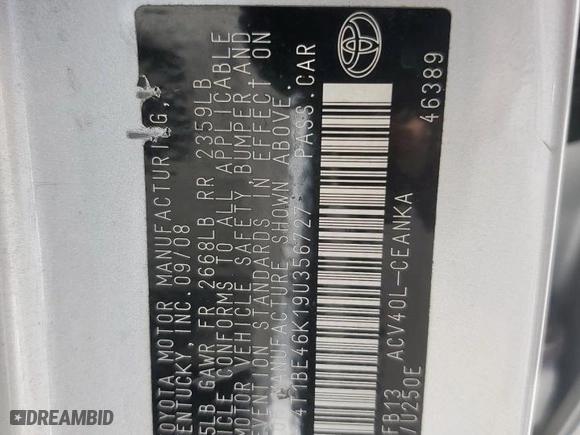 TOYOTA MOTOR MANUFACTURING,
KENTUCKY, INC. 09/08
5LB GAWR FR 2668LB RR 2359LB
CLE CONFORMS TO ALL APPLICABLE
MOTOR VEHICLE SAFETY BUMPER AND
EVENTION STANDARDS IN EFFECT ON
MANUFACTURE SHOWN ABOVE.
4T1BE46K19U356727 PASS.CAR
FB13 ACV40L-CEANKA
/U250E
46389
DREAMBID